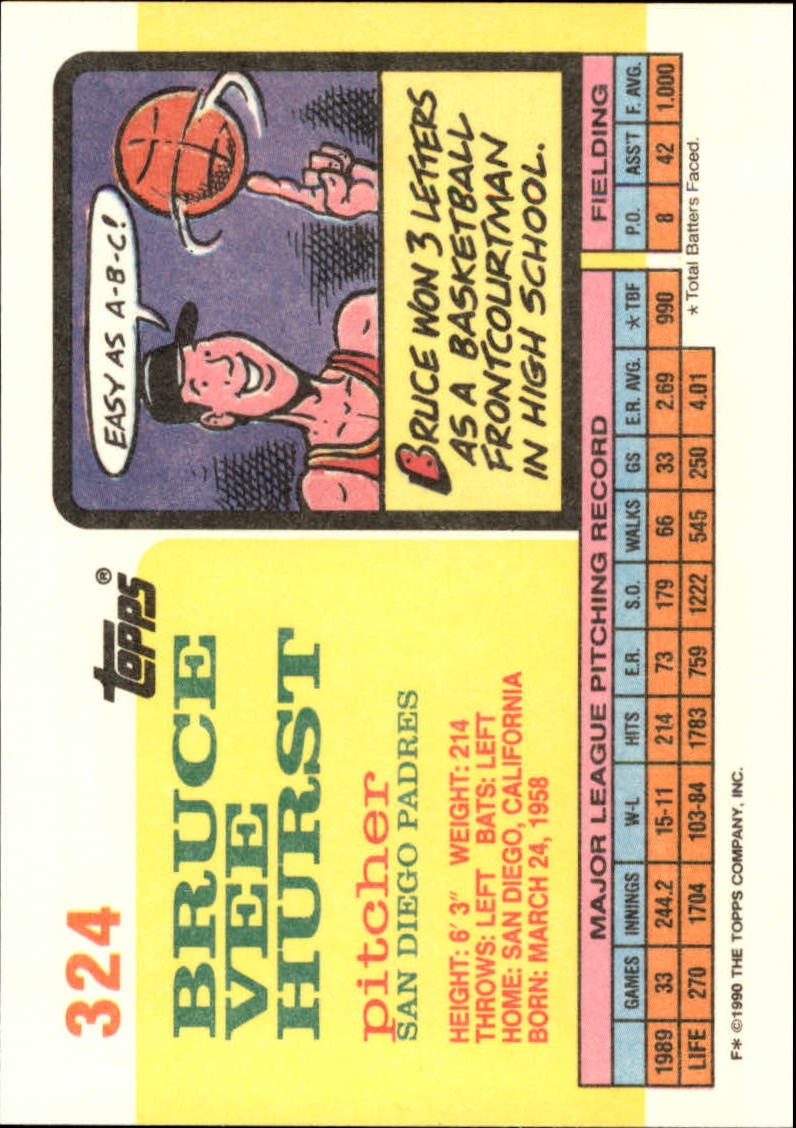 324
TOPPS®
BRUCE
VEE
HURST
pitcher
SAN DIEGO PADRES
HEIGHT: 6' 3" WEIGHT: 214
THROWS: LEFT BATS: LEFT
HOME: SAN DIEGO, CALIFORNIA
BORN: MARCH 24, 1958
EASY AS A-B-C!
BRUCE WON 3 LETTERS
AS A BASKETBALL
FRONTCOURTMAN
IN HIGH SCHOOL.
MAJOR LEAGUE PITCHING RECORD FIELDING
GAMES INNINGS W-L HITS E.R. S.O. WALKS GS E.R. AVG. *TBF P.O. ASS'T F. AVG.
1989 33 244.2 15-11 214 73 179 66 33 2.69 990 8 42 1.000
LIFE 270 1704 103-84 1783 759 1222 545 250 4.01
*Total Batters Faced.
F* ©1990 THE TOPPS COMPANY, INC.